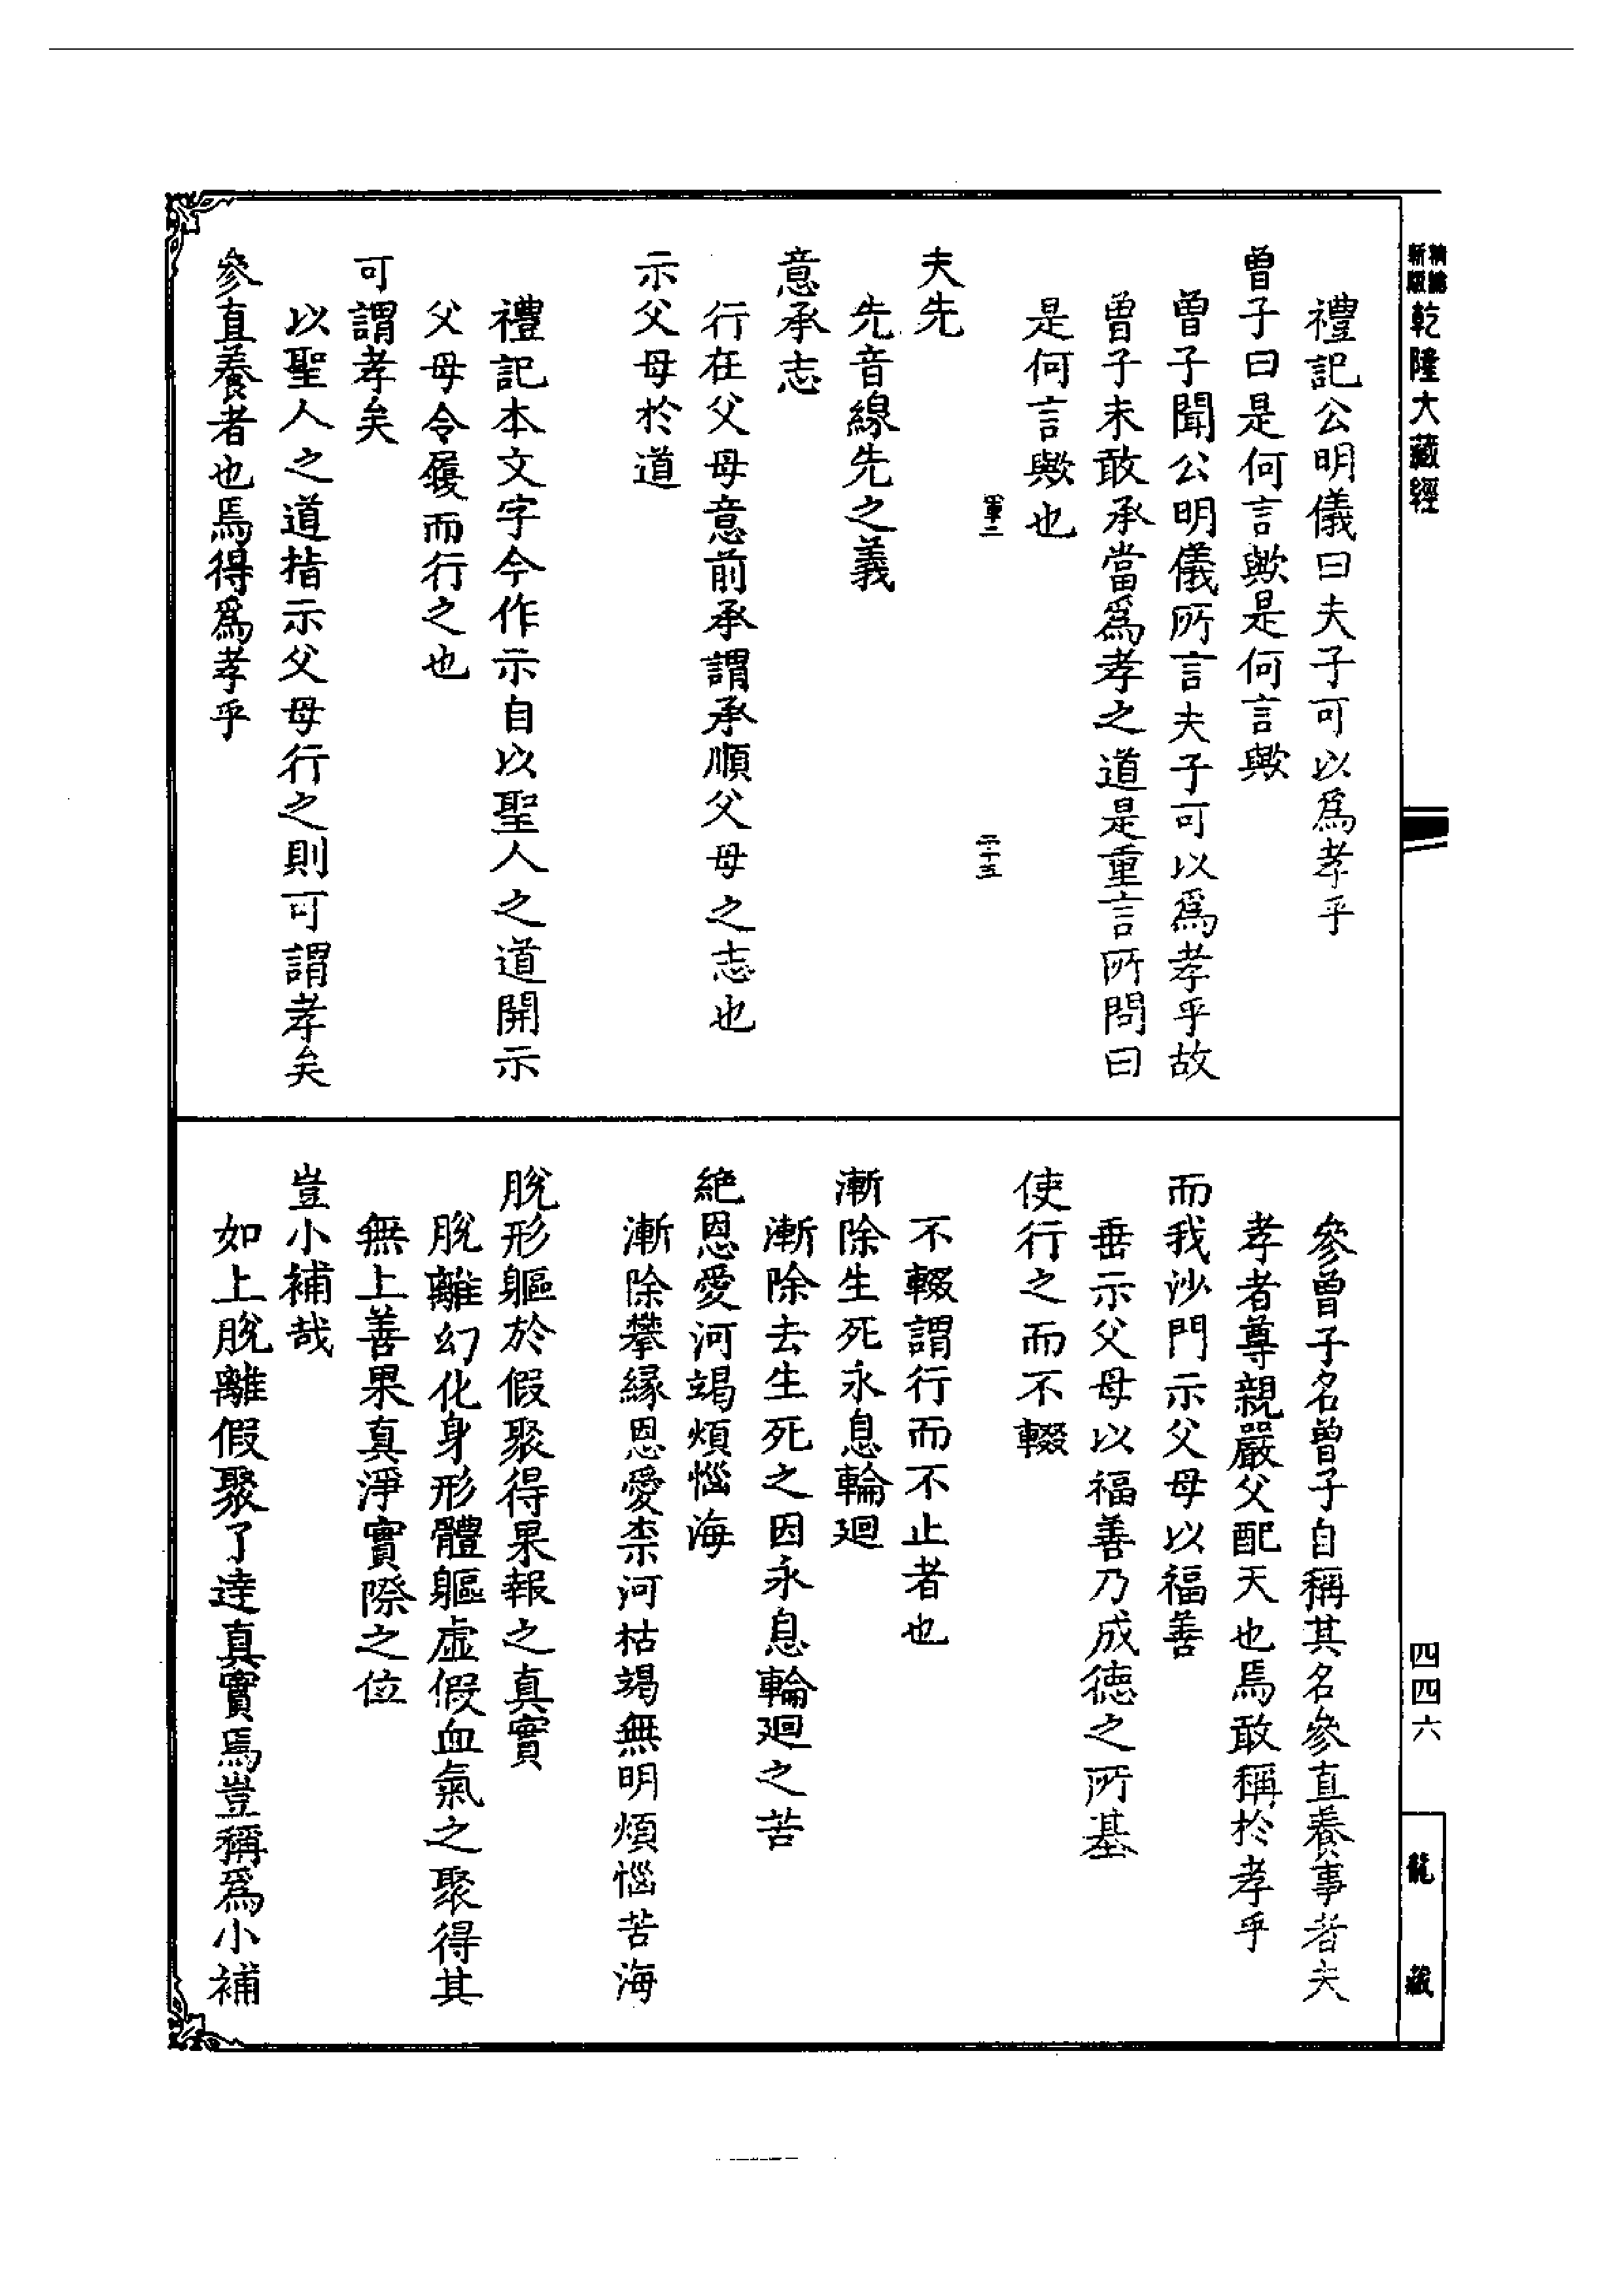 精編
新版
乾隆大藏經
四四六
龍藏
禮記公明儀曰夫子可以爲孝乎
曾子曰是何言歟是何言歟
曾子聞公明儀所言夫子可以爲孝乎故
曾子未敢承當爲孝之道是重言所問曰
是何言歟也
軍二
二十五
夫先
先音線先之義
意承志
行在父母意前承謂承順父母之志也
示父母於道
禮記本文字今作示自以聖人之道開示
父母令履而行之也
可謂孝矣
以聖人之道指示父母行之則可謂孝矣
參直養者也焉得爲孝乎
參曾子名曾子自稱其名參直養事者夫
孝者尊親嚴父配天也焉敢稱於孝乎
而我沙門示父母以福善
垂示父母以福善乃成德之所基
使行之而不輟
不輟謂行而不止者也
漸除生死永息輪廻
漸除去生死之因永息輪廻之苦
絶恩愛河竭煩惱海
漸除攀緣恩愛柰河枯竭無明煩惱苦海
脫形軀於假聚得果報之真實
脫離幻化身形體軀虛假血氣之聚得其
無上善果真淨實際之位
豈小補哉
如上脫離假聚了達真實焉豈稱爲小補